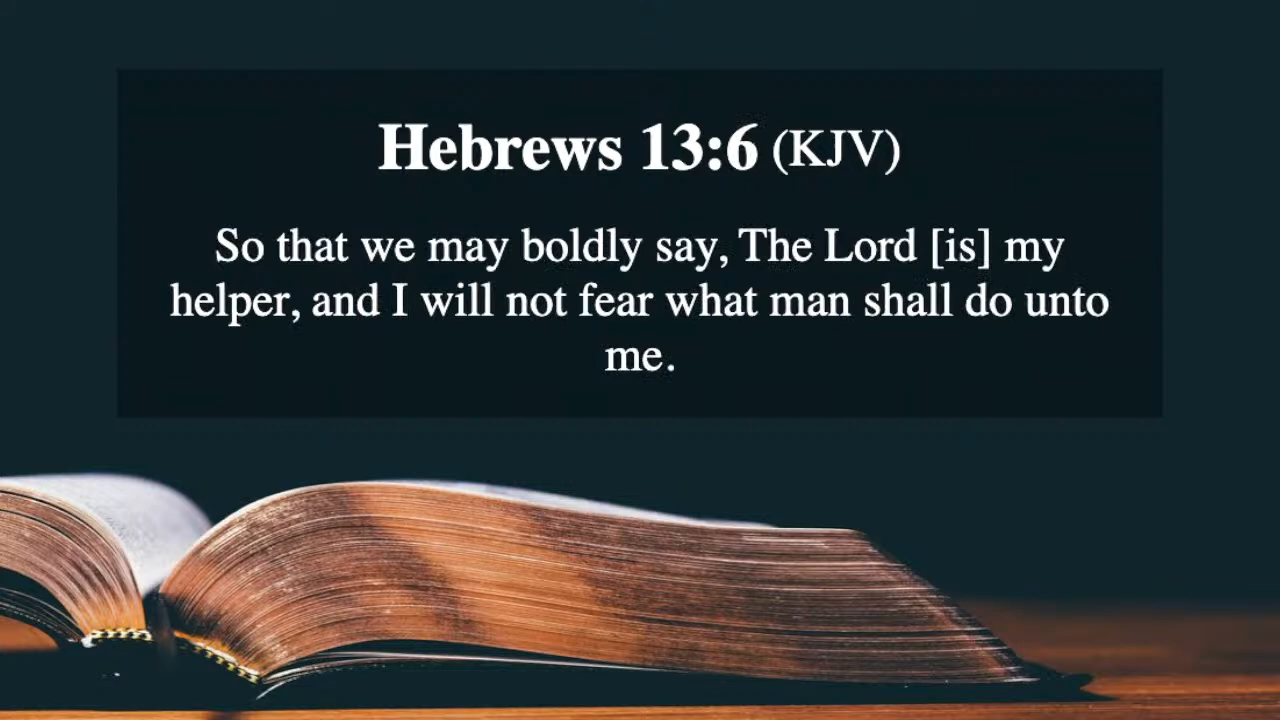 Hebrews 13:6 (KJV)
So that we may boldly say, The Lord [is] my
helper, and I will not fear what man shall do unto
me.